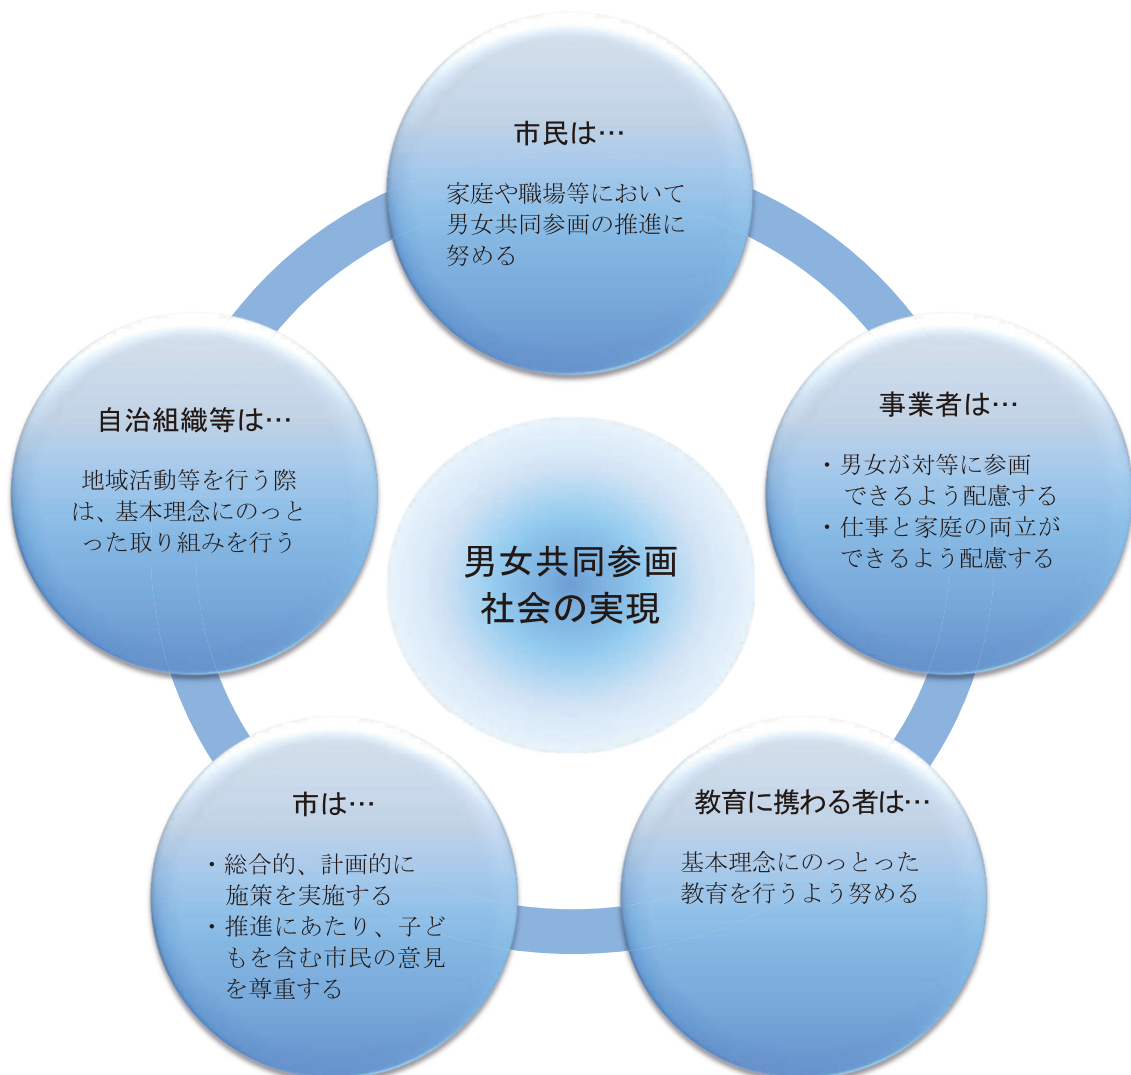 市民は…
家庭や職場等において
男女共同参画の推進に
努める
事業者は…
・男女が対等に参画
できるよう配慮する
・仕事と家庭の両立が
できるよう配慮する
教育に携わる者は…
基本理念にのっとった
教育を行うよう努める
市は…
・総合的、計画的に
施策を実施する
・推進にあたり、子ど
もを含む市民の意見
を尊重する
自治組織等は…
地域活動等を行う際
は、基本理念にのっと
った取り組みを行う
男女共同参画
社会の実現